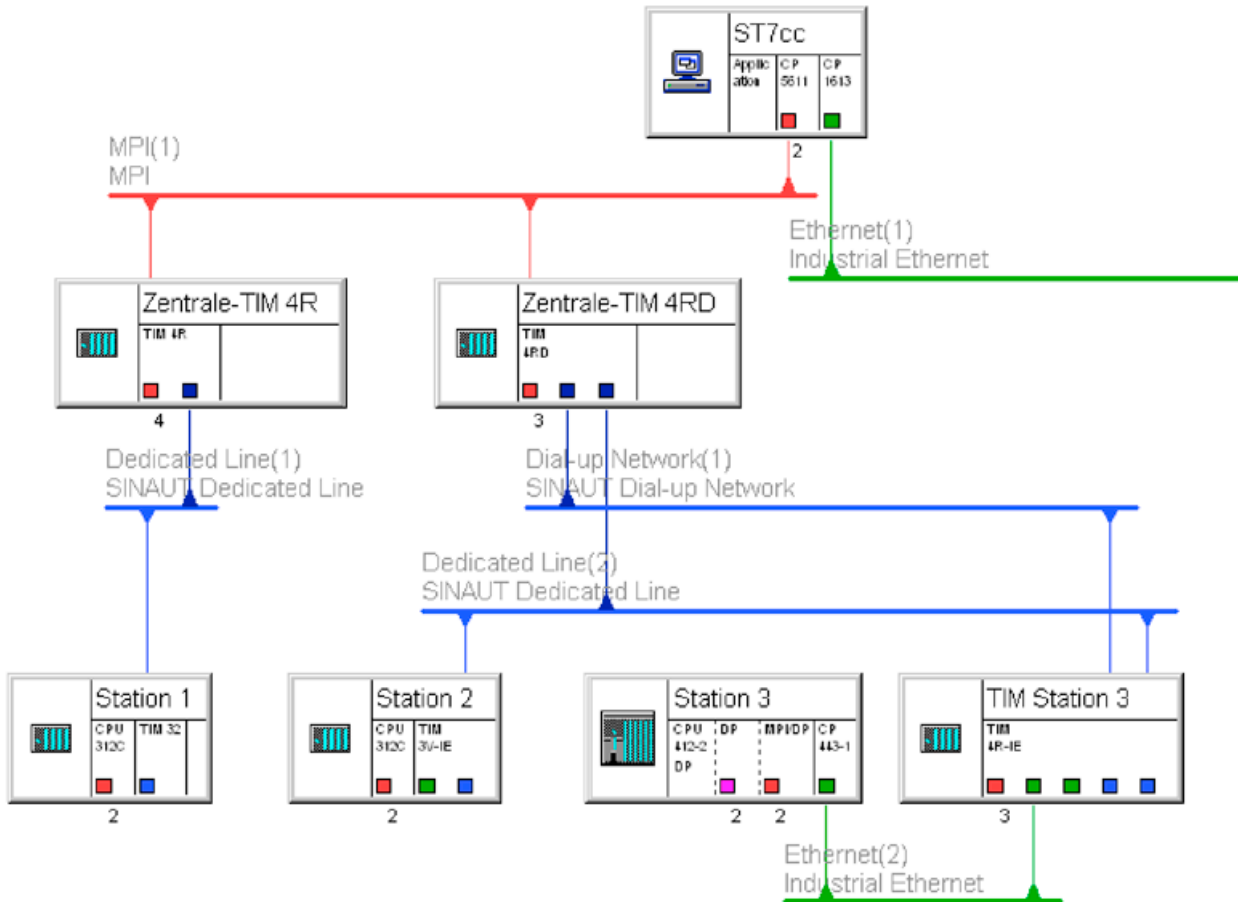 ST7cc
Applic ation
CP 5611
CP 1613
2
MPI(1)
MPI
Ethernet(1)
Industrial Ethernet
Zentrale-TIM 4R
TIM 4R
4
Zentrale-TIM 4RD
TIM 4RD
3
Dedicated Line(1)
SINAUT Dedicated Line
Dial-up Network(1)
SINAUT Dial-up Network
Dedicated Line(2)
SINAUT Dedicated Line
Station 1
CPU 312C
TIM 32
2
Station 2
CPU 312C
TIM 3V-IE
2
Station 3
CPU 412-2 DP
DP
MPI/DP
CP 443-1
2
2
TIM Station 3
TIM 4R-IE
3
Ethernet(2)
Industrial Ethernet